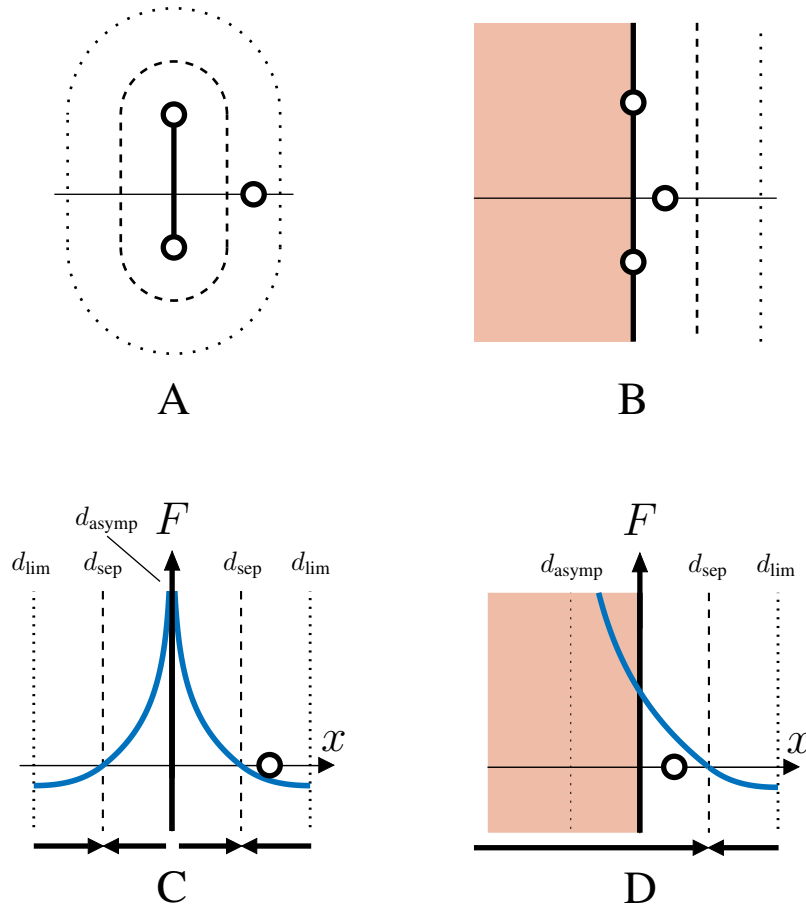 A
B
d_asymp F
d_lim d_sep d_sep d_lim
x
C
F
d_asymp d_sep d_lim
x
D